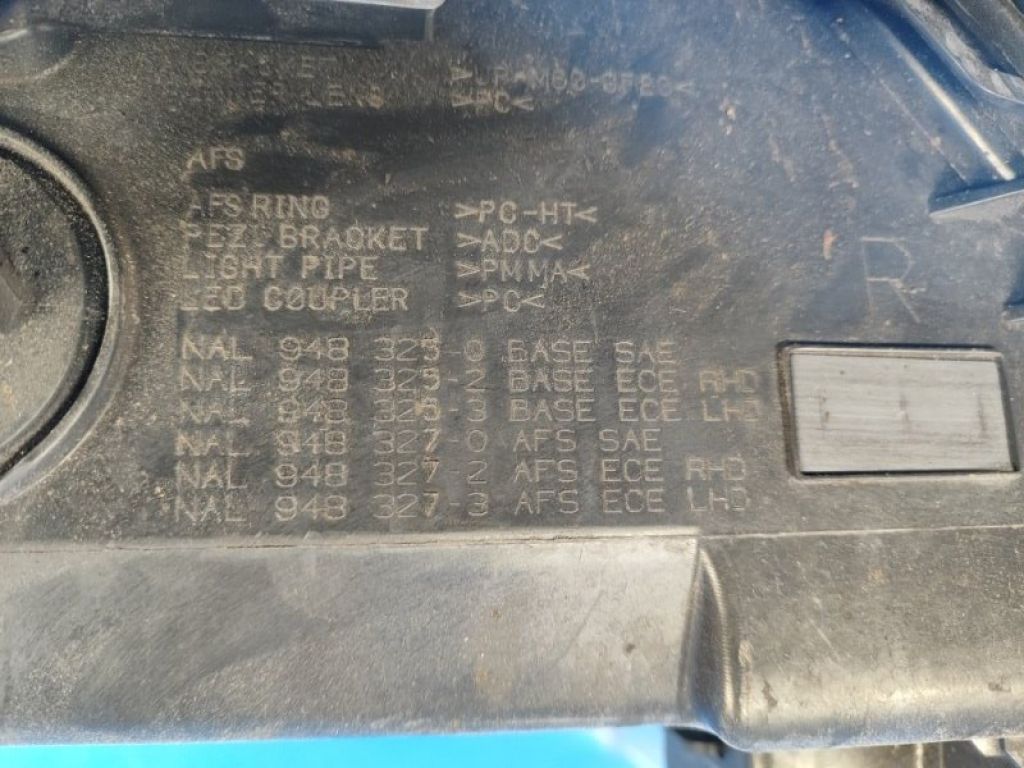 LENS >PC<
AFS
AFS RING >PC-HT<
BRACKET >ADC<
LIGHT PIPE >PMMA<
LED COUPLER >PC<
NAL 948 325-0 BASE SAE
NAL 948 325-2 BASE ECE RHD
NAL 948 325-3 BASE ECE LHD
NAL 948 327-0 AFS SAE
NAL 948 327-2 AFS ECE RHD
NAL 948 327-3 AFS ECE LHD
R